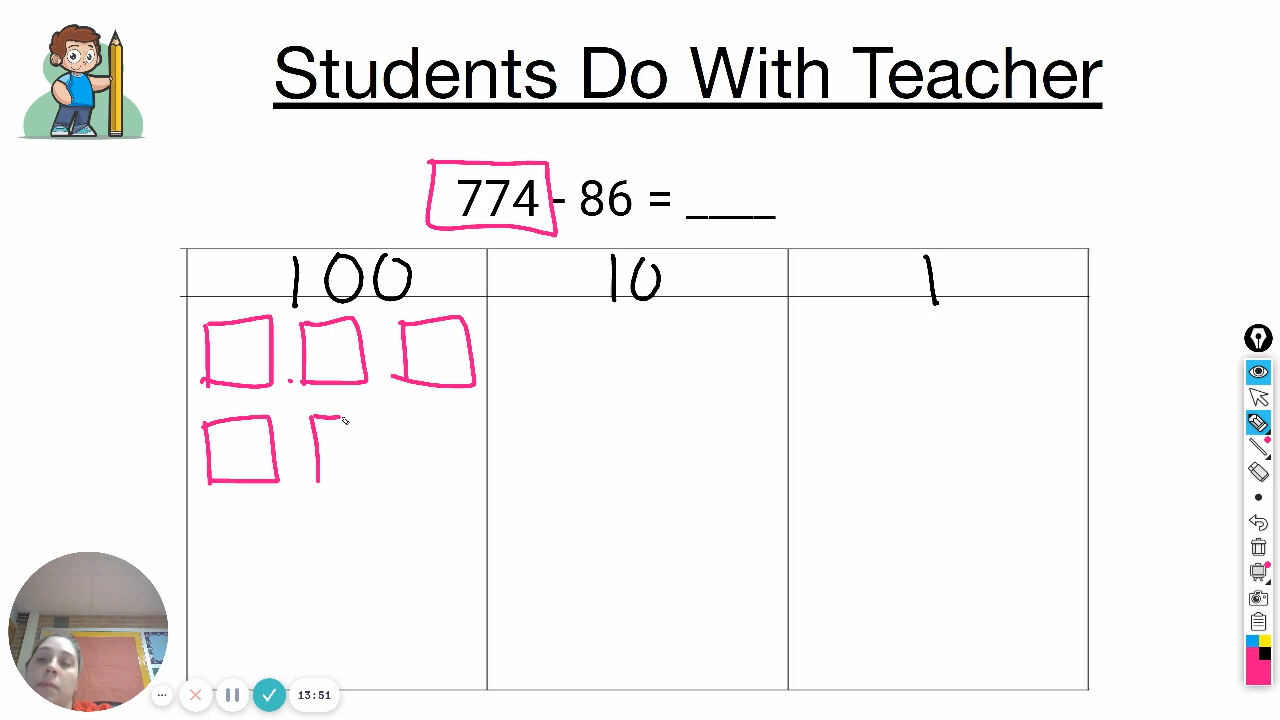 Students Do With Teacher
774 - 86 = ____
100 10 1
13:51